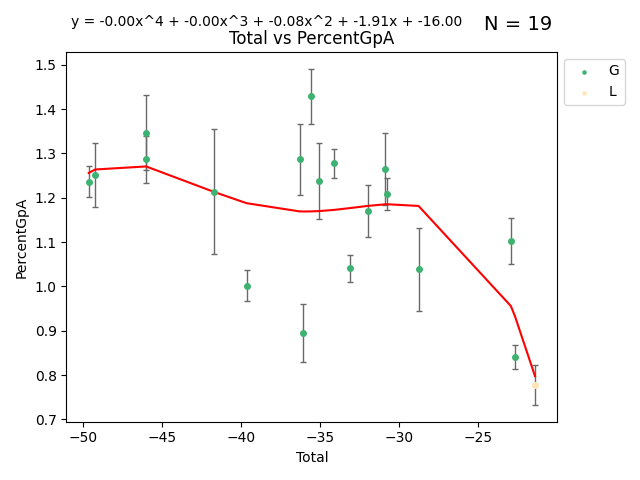 y = -0.00x^4 + -0.00x^3 + -0.08x^2 + -1.91x + -16.00
N = 19
Total vs PercentGpA
G
L
PercentGpA
1.5
1.4
1.3
1.2
1.1
1.0
0.9
0.8
0.7
−50
−45
−40
−35
−30
−25
Total